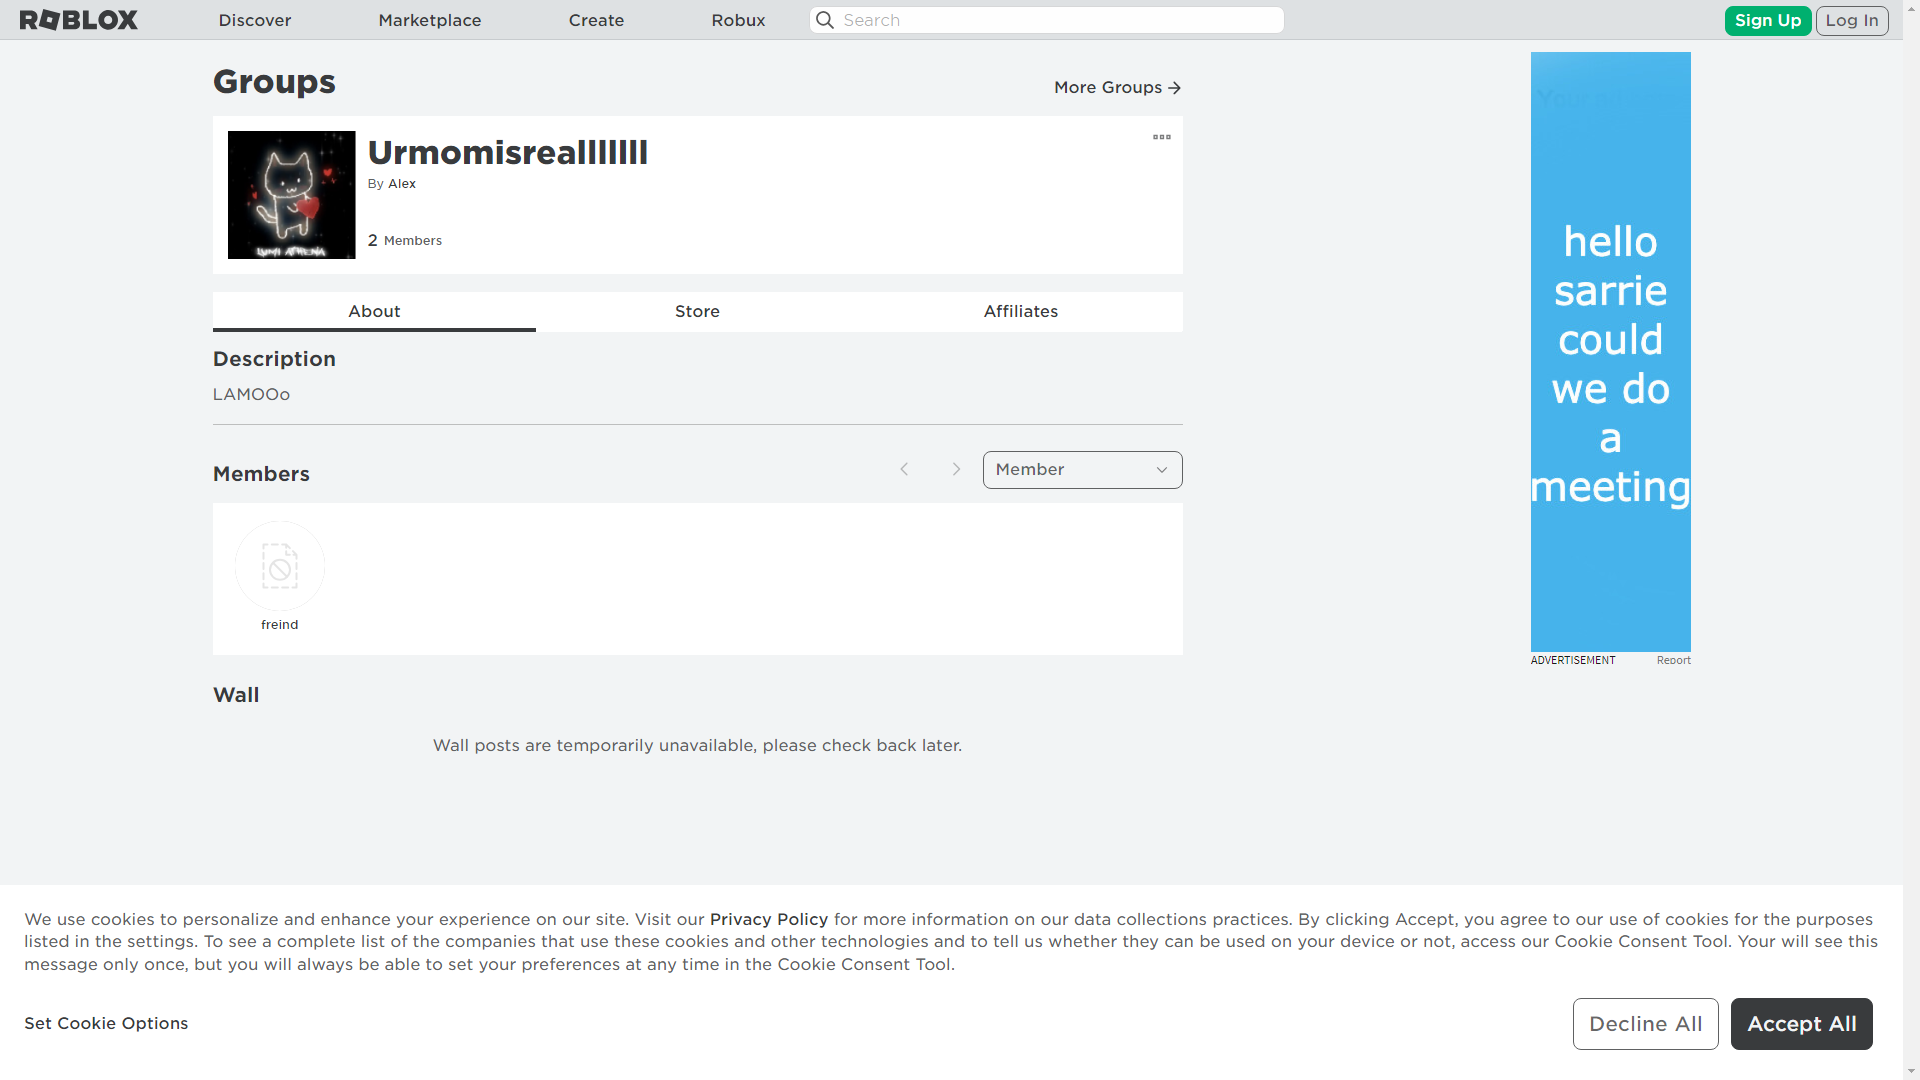 ROBLOX
Discover
Marketplace
Create
Robux
Search
Sign Up
Log In
Groups
More Groups
Urmomisrealllllll
By Alex
2 Members
LUMI ATHENA
About
Store
Affiliates
Description
LAMOOo
Members
Member
freind
Wall
Wall posts are temporarily unavailable, please check back later.
hello
sarrie
could
we do
a
meeting
ADVERTISEMENT
Report
We use cookies to personalize and enhance your experience on our site. Visit our Privacy Policy for more information on our data collections practices. By clicking Accept, you agree to our use of cookies for the purposes
listed in the settings. To see a complete list of the companies that use these cookies and other technologies and to tell us whether they can be used on your device or not, access our Cookie Consent Tool. Your will see this
message only once, but you will always be able to set your preferences at any time in the Cookie Consent Tool.
Set Cookie Options
Decline All
Accept All